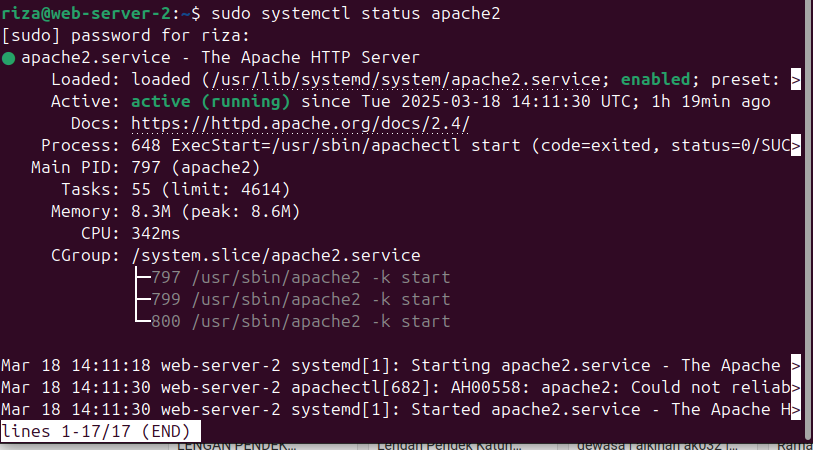 riza@web-server-2:~$ sudo systemctl status apache2
[sudo] password for riza:
● apache2.service - The Apache HTTP Server
Loaded: loaded (/usr/lib/systemd/system/apache2.service; enabled; preset: >
Active: active (running) since Tue 2025-03-18 14:11:30 UTC; 1h 19min ago
Docs: https://httpd.apache.org/docs/2.4/
Process: 648 ExecStart=/usr/sbin/apachectl start (code=exited, status=0/SUC>
Main PID: 797 (apache2)
Tasks: 55 (limit: 4614)
Memory: 8.3M (peak: 8.6M)
CPU: 342ms
CGroup: /system.slice/apache2.service
├─797 /usr/sbin/apache2 -k start
├─799 /usr/sbin/apache2 -k start
└─800 /usr/sbin/apache2 -k start
Mar 18 14:11:18 web-server-2 systemd[1]: Starting apache2.service - The Apache >
Mar 18 14:11:30 web-server-2 apachectl[682]: AH00558: apache2: Could not reliab>
Mar 18 14:11:30 web-server-2 systemd[1]: Started apache2.service - The Apache H>
lines 1-17/17 (END)